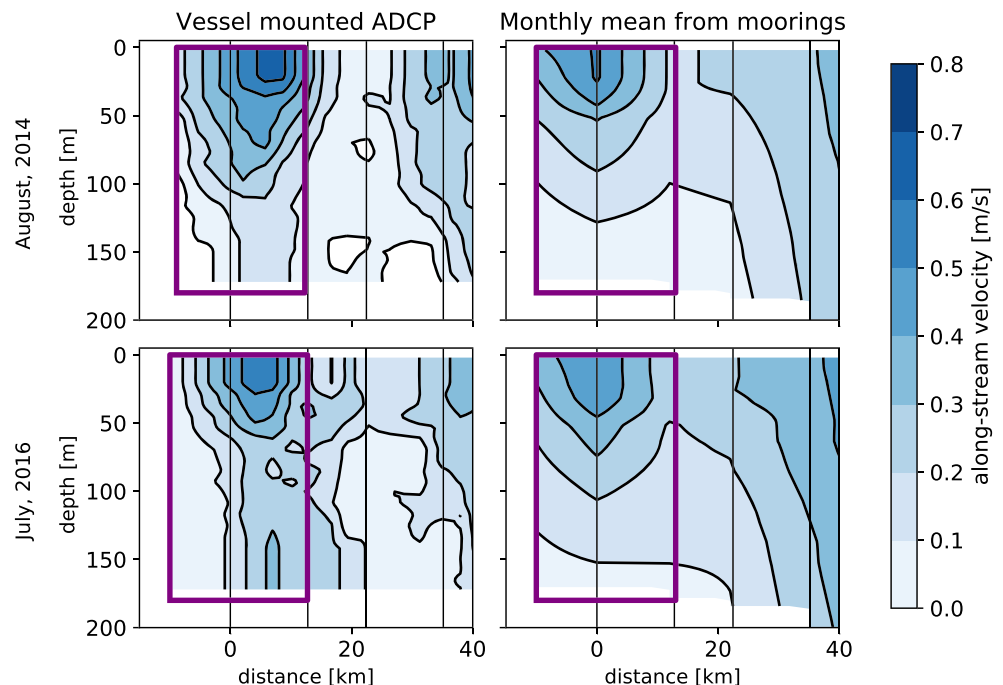 Vessel mounted ADCP
Monthly mean from moorings
August, 2014
depth [m]
0
50
100
150
200
July, 2016
depth [m]
0
50
100
150
200
0
20
40
distance [km]
0
20
40
distance [km]
0.8
0.7
0.6
0.5
0.4
0.3
0.2
0.1
0.0
along-stream velocity [m/s]